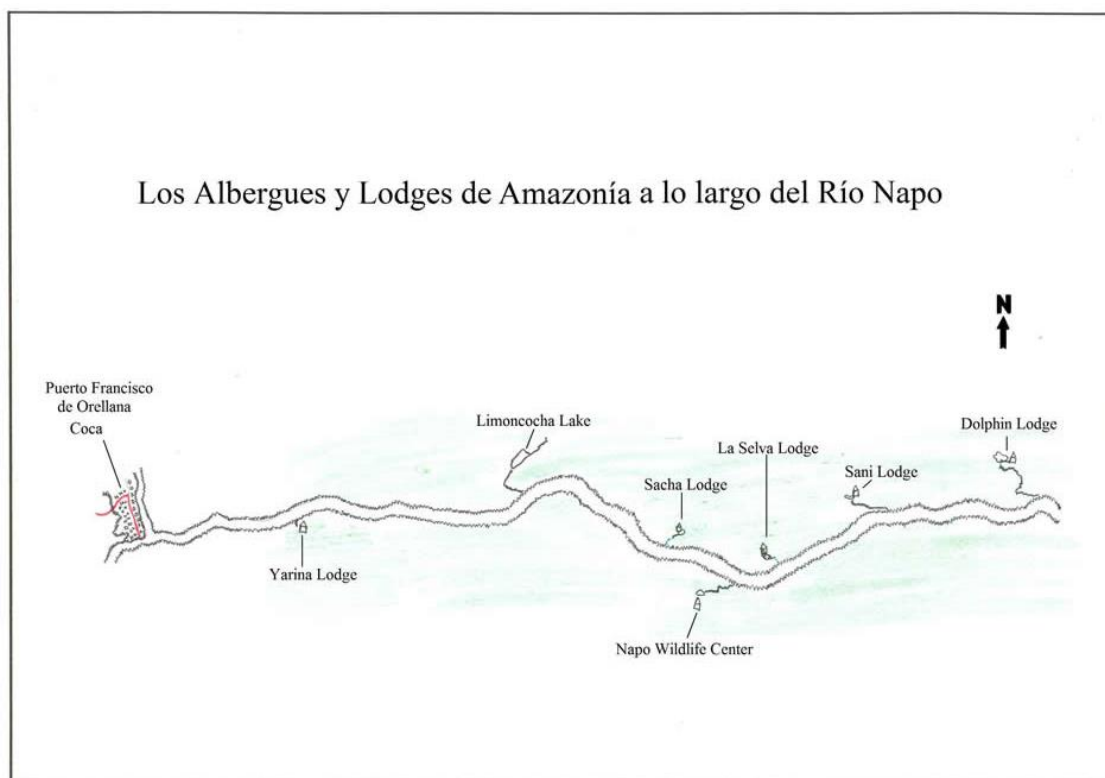 Los Albergues y Lodges de Amazonía a lo largo del Río Napo
N
Puerto Francisco
de Orellana
Coca
Limoncocha Lake
Dolphin Lodge
La Selva Lodge
Sani Lodge
Sacha Lodge
Yarina Lodge
Napo Wildlife Center